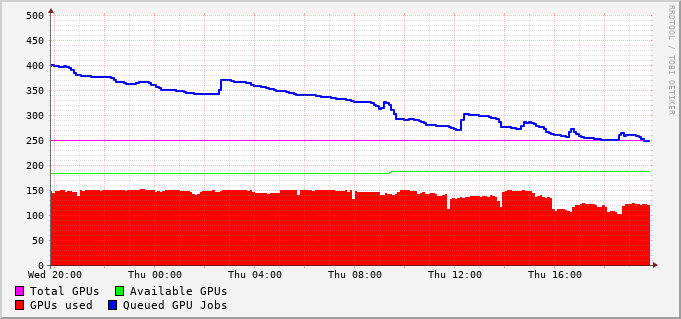 500
450
400
350
300
250
200
150
100
50
0
Wed 20:00 Thu 00:00 Thu 04:00 Thu 08:00 Thu 12:00 Thu 16:00
Total GPUs Available GPUs
GPUs used Queued GPU Jobs
RRDTOOL / TOBI OETIKER